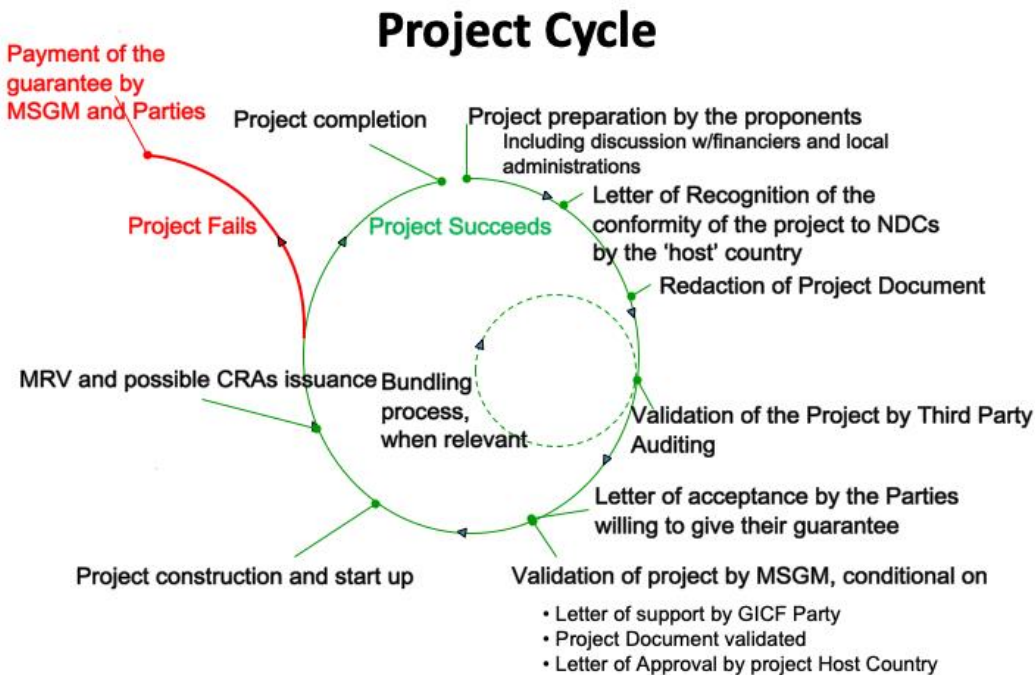 Project Cycle
Payment of the
guarantee by
MSGM and Parties
Project completion
Project preparation by the proponents
Including discussion w/financiers and local
administrations
Letter of Recognition of the
conformity of the project to NDCs
by the ‘host’ country
Project Fails
Project Succeeds
Redaction of Project Document
MRV and possible CRAs issuance
Bundling
process,
when relevant
Validation of the Project by Third Party
Auditing
Letter of acceptance by the Parties
willing to give their guarantee
Project construction and start up
Validation of project by MSGM, conditional on
• Letter of support by GICF Party
• Project Document validated
• Letter of Approval by project Host Country